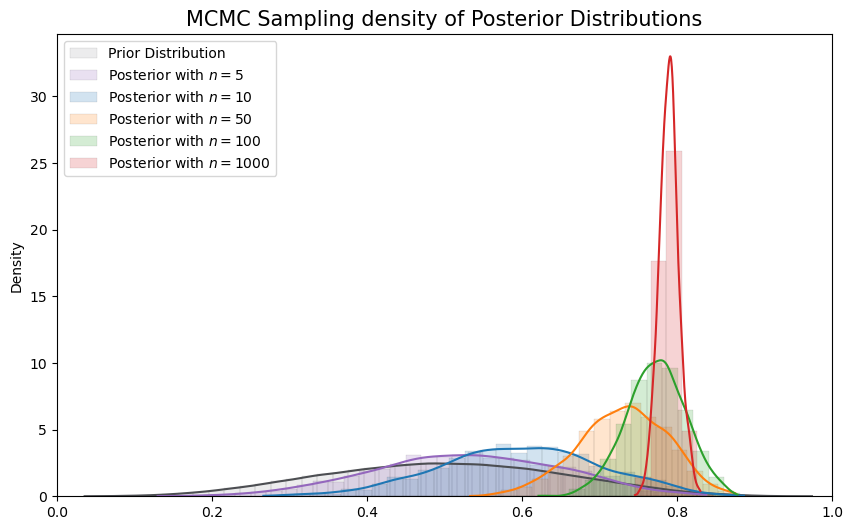 MCMC Sampling density of Posterior Distributions
Prior Distribution
Posterior with n = 5
Posterior with n = 10
Posterior with n = 50
Posterior with n = 100
Posterior with n = 1000
Density
30
25
20
15
10
5
0
0.0 0.2 0.4 0.6 0.8 1.0